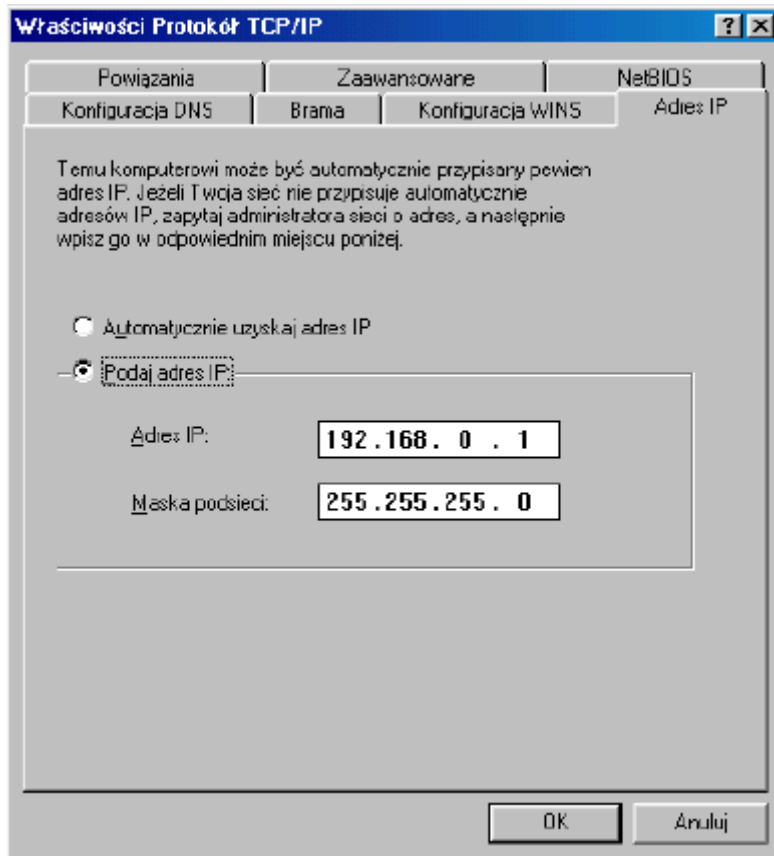 Właściwości Protokół TCP/IP
Powiązania Zaawansowane NetBIOS
Konfiguracja DNS Brama Konfiguracja WINS Adres IP
Temu komputerowi może być automatycznie przypisany pewien
adres IP. Jeżeli Twoja sieć nie przypisuje automatycznie
adresów IP, zapytaj administratora sieci o adres, a następnie
wpisz go w odpowiednim miejscu poniżej.
Automatycznie uzyskaj adres IP
Podaj adres IP:
Adres IP: 192.168. 0 . 1
Maska podsieci: 255.255.255. 0
OK Anuluj